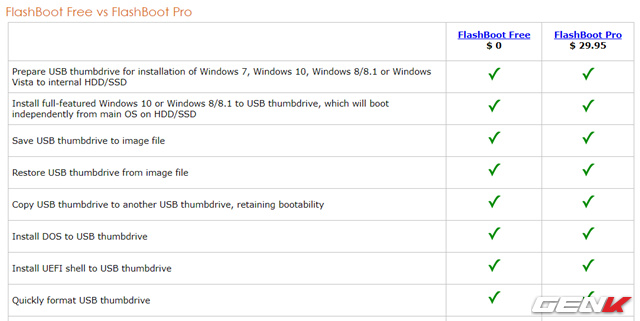 FlashBoot Free vs FlashBoot Pro
FlashBoot Free
$ 0
FlashBoot Pro
$ 29.95
Prepare USB thumbdrive for installation of Windows 7, Windows 10, Windows 8/8.1 or Windows
Vista to internal HDD/SSD
Install full-featured Windows 10 or Windows 8/8.1 to USB thumbdrive, which will boot
independently from main OS on HDD/SSD
Save USB thumbdrive to image file
Restore USB thumbdrive from image file
Copy USB thumbdrive to another USB thumbdrive, retaining bootability
Install DOS to USB thumbdrive
Install UEFI shell to USB thumbdrive
Quickly format USB thumbdrive
GENK